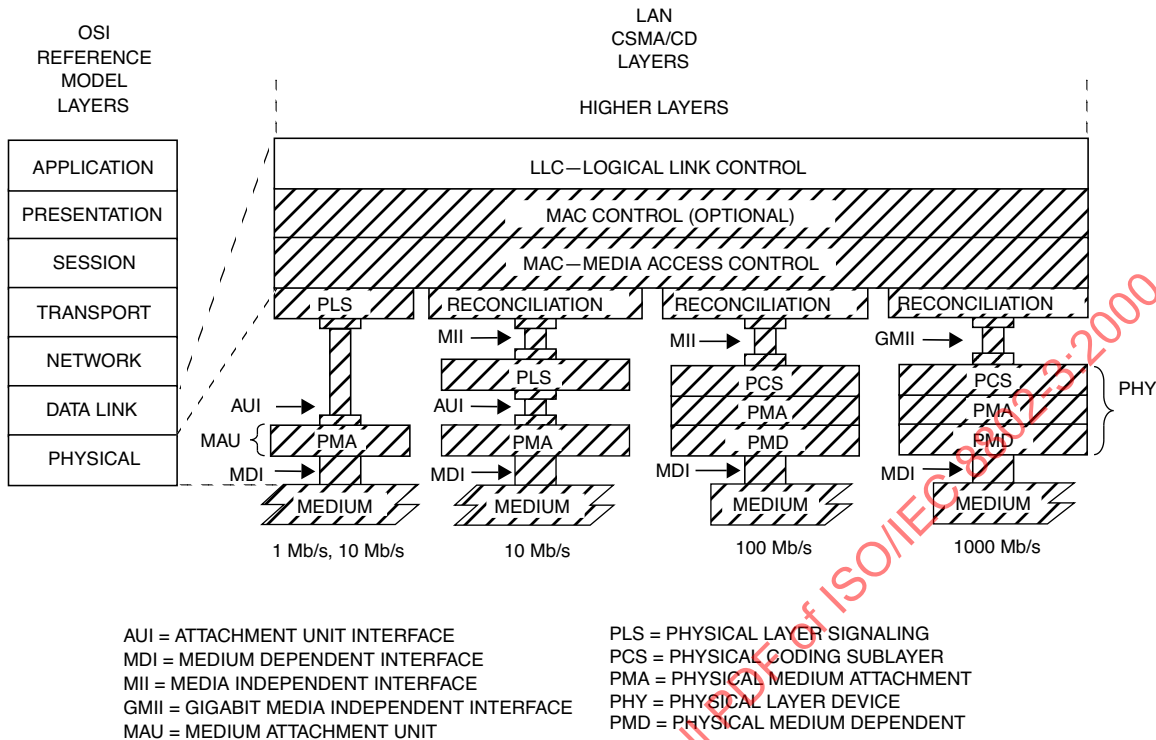 OSI
REFERENCE
MODEL
LAYERS
LAN
CSMA/CD
LAYERS
HIGHER LAYERS
APPLICATION
PRESENTATION
SESSION
TRANSPORT
NETWORK
DATA LINK
PHYSICAL
LLC—LOGICAL LINK CONTROL
MAC CONTROL (OPTIONAL)
MAC—MEDIA ACCESS CONTROL
PLS
AUI
MAU
PMA
MDI
MEDIUM
1 Mb/s, 10 Mb/s
RECONCILIATION
MII
PLS
AUI
PMA
MDI
MEDIUM
10 Mb/s
RECONCILIATION
MII
PCS
PMA
PMD
MDI
MEDIUM
100 Mb/s
RECONCILIATION
GMII
PCS
PMA
PMD
PHY
MDI
MEDIUM
1000 Mb/s
AUI = ATTACHMENT UNIT INTERFACE
MDI = MEDIUM DEPENDENT INTERFACE
MII = MEDIA INDEPENDENT INTERFACE
GMII = GIGABIT MEDIA INDEPENDENT INTERFACE
MAU = MEDIUM ATTACHMENT UNIT
PLS = PHYSICAL LAYER SIGNALING
PCS = PHYSICAL CODING SUBLAYER
PMA = PHYSICAL MEDIUM ATTACHMENT
PHY = PHYSICAL LAYER DEVICE
PMD = PHYSICAL MEDIUM DEPENDENT
PDF of ISO/IEC 8802-3:2000